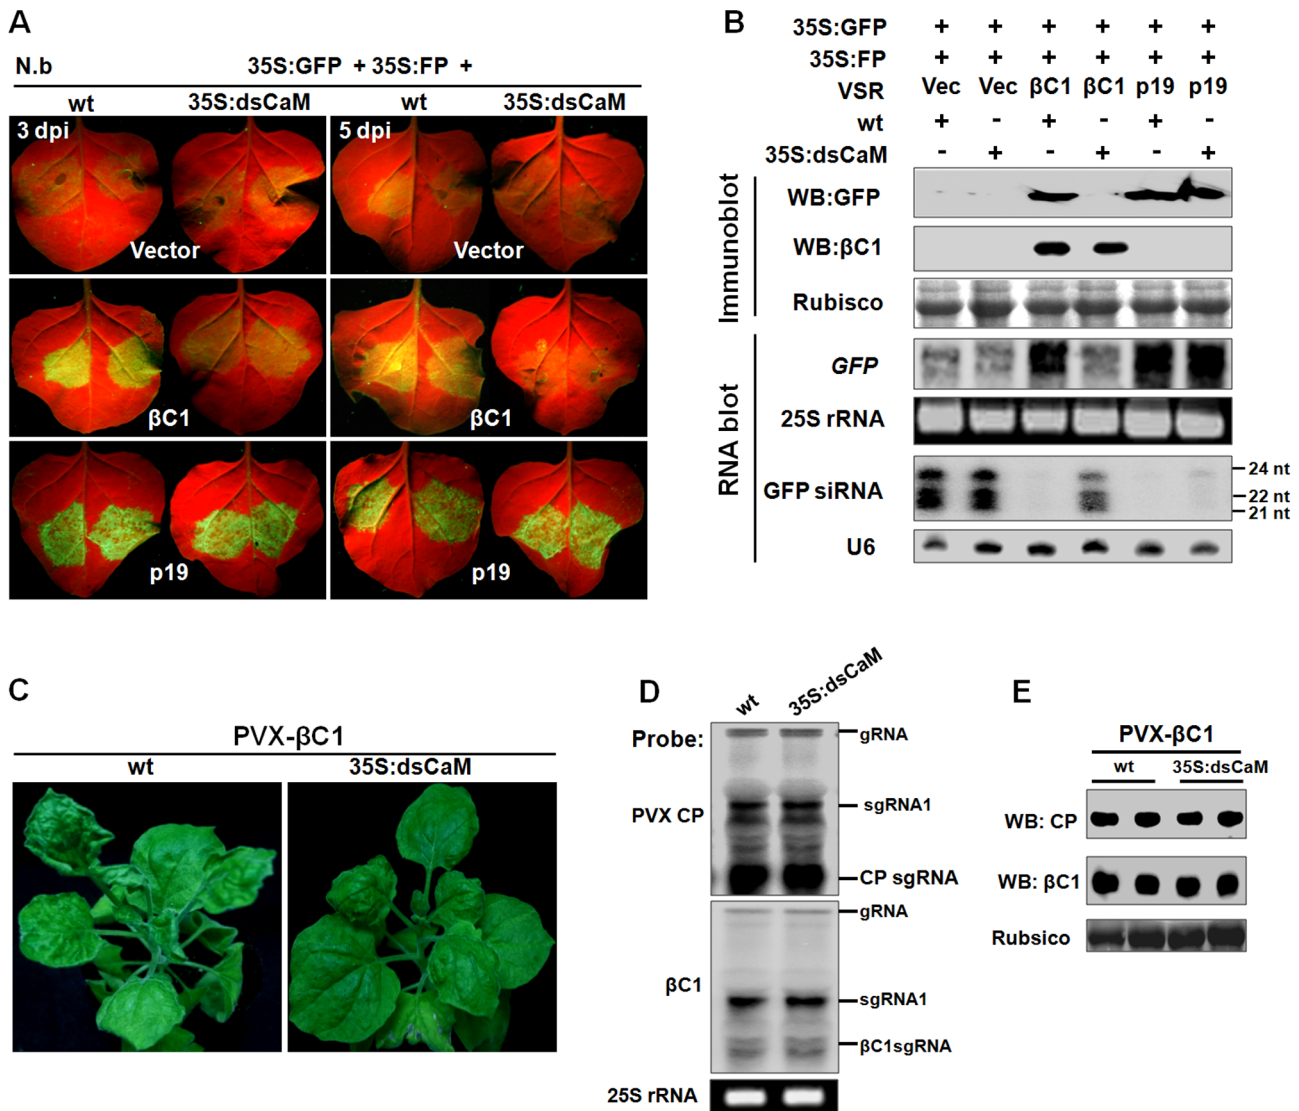 A
N.b 35S:GFP + 35S:FP +
wt 35S:dsCaM wt 35S:dsCaM
3 dpi 5 dpi
Vector Vector
βC1 βC1
p19 p19
B
35S:GFP + + + + + +
35S:FP + + + + + +
VSR Vec Vec βC1 βC1 p19 p19
wt + - + - + -
35S:dsCaM - + - + - +
Immunoblot
WB:GFP
WB:βC1
Rubisco
RNA blot
GFP
25S rRNA
GFP siRNA
24 nt
22 nt
21 nt
U6
C
PVX-βC1
wt 35S:dsCaM
D
wt 35S:dsCaM
Probe:
gRNA
PVX CP
sgRNA1
CP sgRNA
gRNA
βC1
sgRNA1
βC1sgRNA
25S rRNA
E
PVX-βC1
wt 35S:dsCaM
WB: CP
WB: βC1
Rubsico